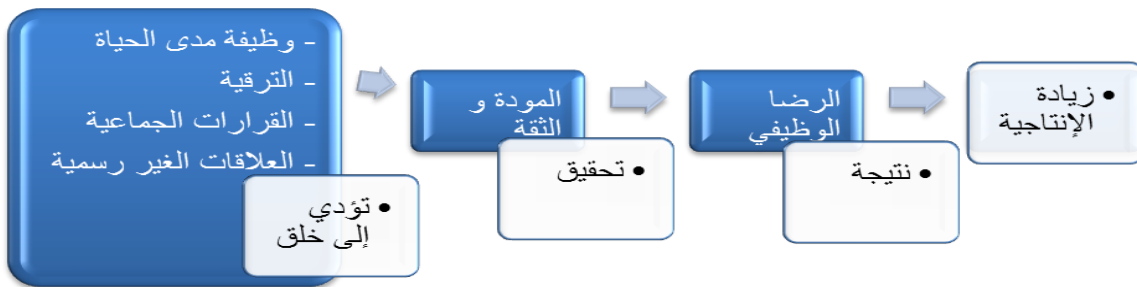 - وظيفة مدى الحياة
- الترقية
- القرارات الجماعية
- العلاقات الغير رسمية
• تؤدي
إلى خلق
المودة و
الثقة
• تحقيق
الرضا
الوظيفي
• نتيجة
• زيادة
الإنتاجية